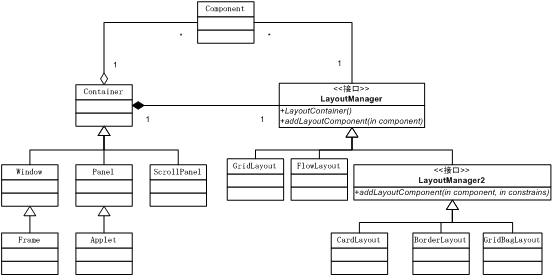 Component
*
*
1
1
Container
1
1
<<接口>>
LayoutManager
+LayoutContainer()
+addLayoutComponent(in component)
Window
Panel
ScrollPanel
GridLayout
FlowLayout
<<接口>>
LayoutManager2
+addLayoutComponent(in component, in constrains)
Frame
Applet
CardLayout
BorderLayout
GridBagLayout